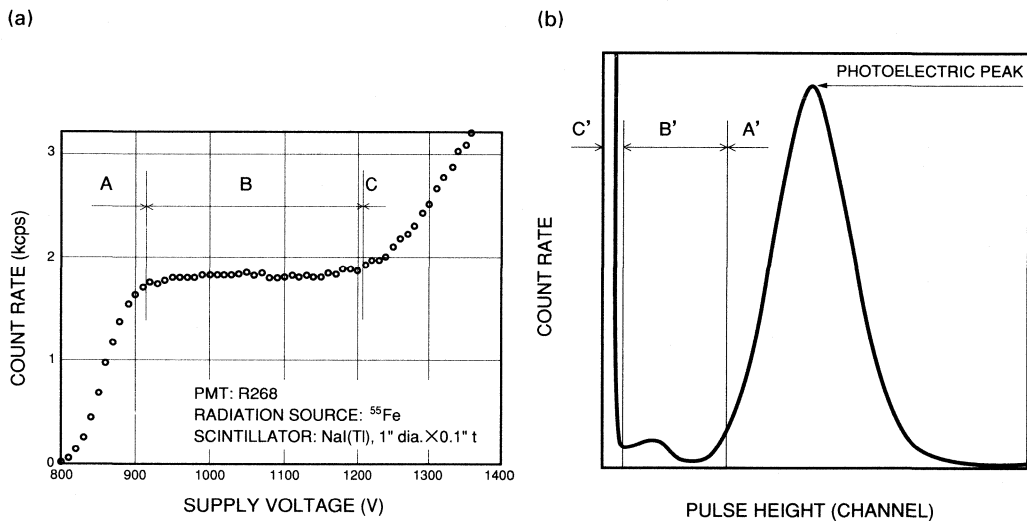 (a)
3
2
1
0
COUNT RATE (kcps)
A
B
C
PMT: R268
RADIATION SOURCE: ⁵⁵Fe
SCINTILLATOR: NaI(Tl), 1" dia.×0.1" t
800
900
1000
1100
1200
1300
1400
SUPPLY VOLTAGE (V)
(b)
PHOTOELECTRIC PEAK
C'
B'
A'
COUNT RATE
PULSE HEIGHT (CHANNEL)